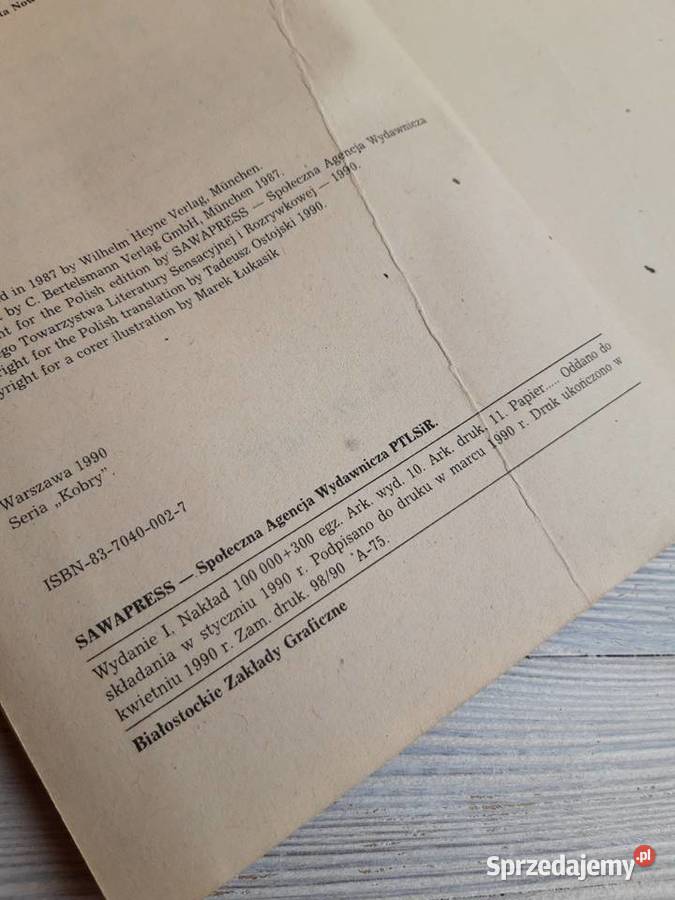 Now
d in 1987 by Wilhelm Heyne Verlag, München.
by C. Bertelsmann Verlag GmbH, München 1987.
t for the Polish edition by SAWAPRESS — Społeczna Agencja Wydawnicza
ego Towarzystwa Literatury Sensacyjnej i Rozrywkowej — 1990.
right for the Polish translation by Tadeusz Ostojski 1990.
yright for a corer ilustration by Marek Łukasik
Warszawa 1990
Seria „Kobry”.
ISBN-83-7040-002-7
SAWAPRESS — Społeczna Agencja Wydawnicza PTLSiR.
Wydanie I, Nakład 100 000+300 egz. Ark. wyd. 10. Ark. druk, 11. Papier..... Oddano do
składania w styczniu 1990 r. Podpisano do druku w marcu 1990 r. Druk ukończono w
kwietniu 1990 r. Zam. druk. 98/90 A-75.
Białostockie Zakłady Graficzne
Sprzedajemy.pl